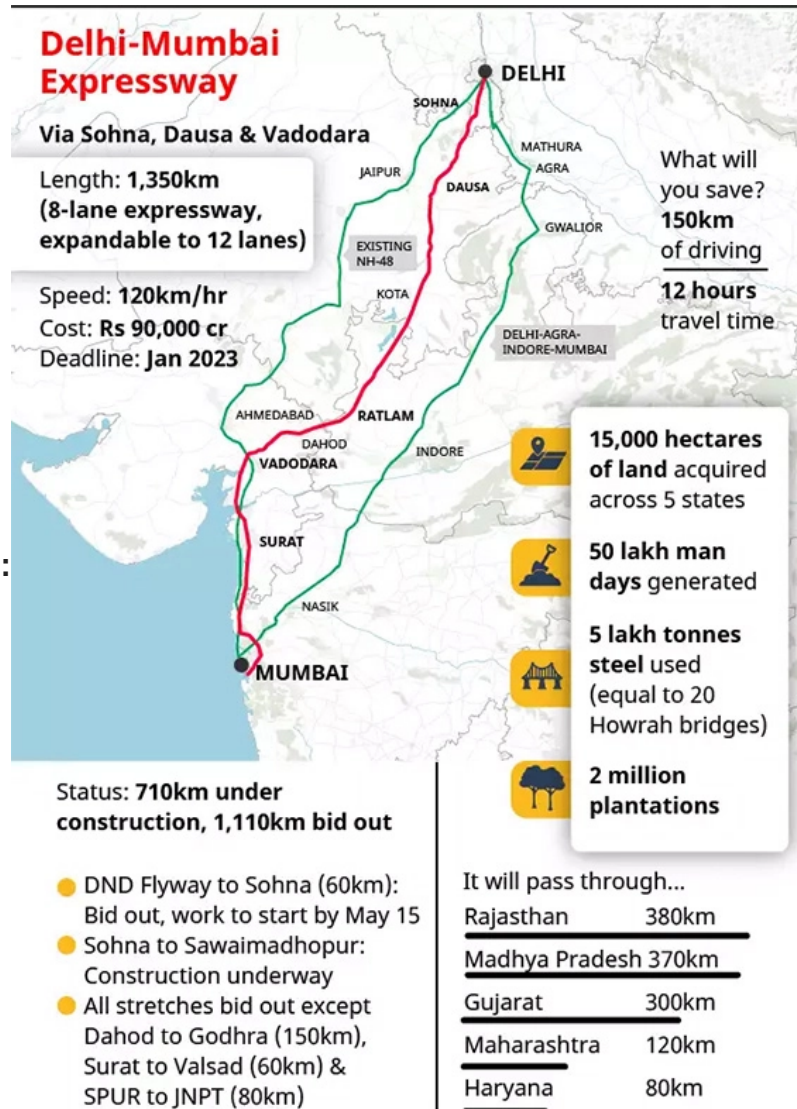 Delhi-Mumbai
Expressway
Via Sohna, Dausa & Vadodara
Length: 1,350km
(8-lane expressway,
expandable to 12 lanes)
Speed: 120km/hr
Cost: Rs 90,000 cr
Deadline: Jan 2023
DELHI
SOHNA
MATHURA
AGRA
JAIPUR
DAUSA
GWALIOR
EXISTING
NH-48
KOTA
DELHI-AGRA-
INDORE-MUMBAI
AHMEDABAD
RATLAM
DAHOD
VADODARA
INDORE
SURAT
NASIK
MUMBAI
What will
you save?
150km
of driving
12 hours
travel time
15,000 hectares
of land acquired
across 5 states
50 lakh man
days generated
5 lakh tonnes
steel used
(equal to 20
Howrah bridges)
2 million
plantations
:
Status: 710km under
construction, 1,110km bid out
DND Flyway to Sohna (60km):
Bid out, work to start by May 15
Sohna to Sawaimadhopur:
Construction underway
All stretches bid out except
Dahod to Godhra (150km),
Surat to Valsad (60km) &
SPUR to JNPT (80km)
It will pass through...
Rajasthan 380km
Madhya Pradesh 370km
Gujarat 300km
Maharashtra 120km
Haryana 80km